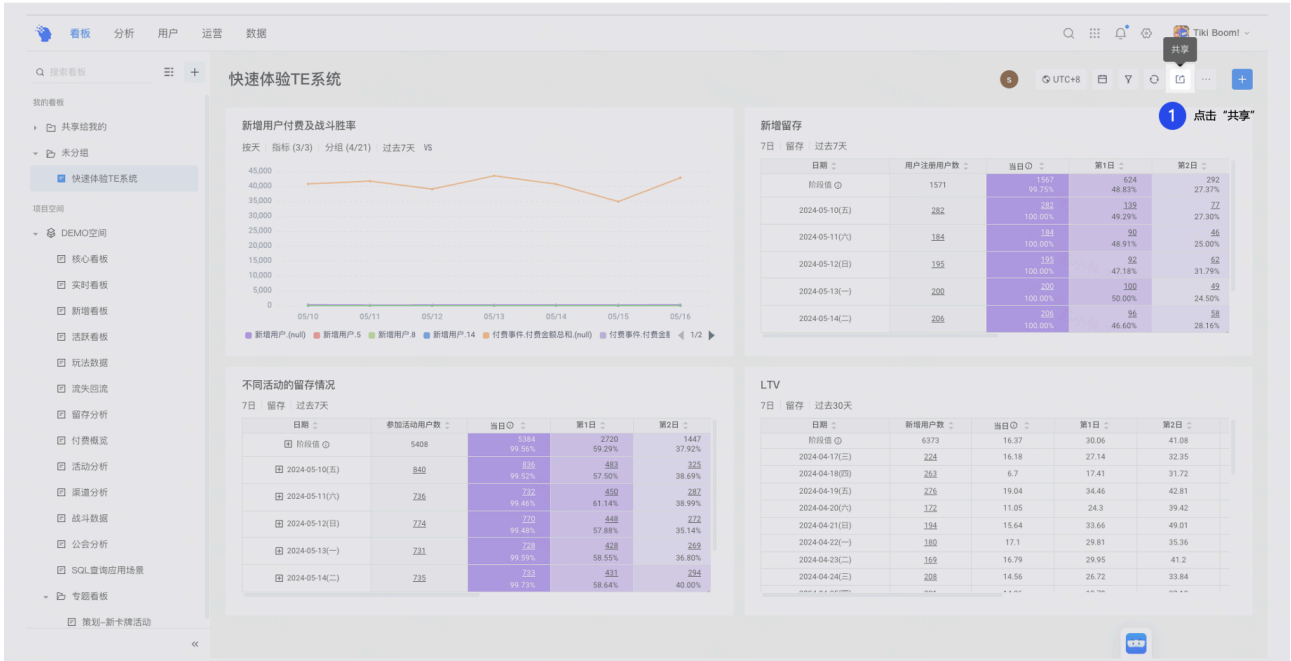 看板 分析 用户 运营 数据 Tiki Boom!
共享
搜索看板
快速体验TE系统 s UTC+8
1 点击“共享”
我的看板
共享给我的
未分组
快速体验TE系统
项目空间
DEMO空间
核心看板
实时看板
新增看板
活跃看板
玩法数据
流失回流
留存分析
付费概览
活动分析
渠道分析
战斗数据
公会分析
SQL查询应用场景
专题看板
策划-新卡牌活动
新增用户付费及战斗胜率
按天 指标 (3/3) 分组 (4/21) 过去7天 VS
45,000
40,000
35,000
30,000
25,000
20,000
15,000
10,000
5,000
0
05/10 05/11 05/12 05/13 05/14 05/15 05/16
新增用户.(null) 新增用户.5 新增用户.8 新增用户.14 付费事件.付费金额总和.(null) 付费事件.付费金额 1/2
新增留存
7日 留存 过去7天
日期 用户注册用户数 当日 第1日 第2日
阶段值 1571 1567 624 292
99.75% 48.83% 27.37%
2024-05-10(五) 282 282 139 77
100.00% 49.29% 27.30%
2024-05-11(六) 184 184 90 46
100.00% 48.91% 25.00%
2024-05-12(日) 195 195 92 62
100.00% 47.18% 31.79%
2024-05-13(一) 200 200 100 49
100.00% 50.00% 24.50%
2024-05-14(二) 206 206 96 58
100.00% 46.60% 28.16%
不同活动的留存情况
7日 留存 过去7天
日期 参加活动用户数 当日 第1日 第2日
阶段值 5408 5384 2720 1447
99.56% 59.29% 37.92%
2024-05-10(五) 840 836 483 325
99.52% 57.50% 38.69%
2024-05-11(六) 736 732 450 287
99.46% 61.14% 38.99%
2024-05-12(日) 774 770 448 272
99.48% 57.88% 35.14%
2024-05-13(一) 731 728 428 269
99.59% 58.55% 36.80%
2024-05-14(二) 735 733 431 294
99.73% 58.64% 40.00%
LTV
7日 留存 过去30天
日期 新增用户数 当日 第1日 第2日
阶段值 6373 16.37 30.06 41.08
2024-04-17(三) 224 16.18 27.14 32.35
2024-04-18(四) 263 6.7 17.41 31.72
2024-04-19(五) 276 19.04 34.46 42.81
2024-04-20(六) 172 11.05 24.3 39.42
2024-04-21(日) 194 15.64 33.66 49.01
2024-04-22(一) 180 17.1 29.81 35.36
2024-04-23(二) 169 16.79 29.95 41.2
2024-04-24(三) 208 14.56 26.72 33.84